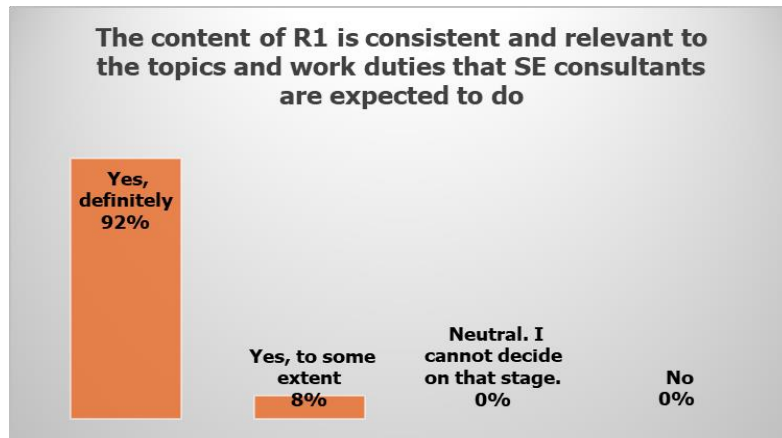 The content of R1 is consistent and relevant to
the topics and work duties that SE consultants
are expected to do
Yes,
definitely
92%
Yes, to some
extent
8%
Neutral. I
cannot decide
on that stage.
0%
No
0%